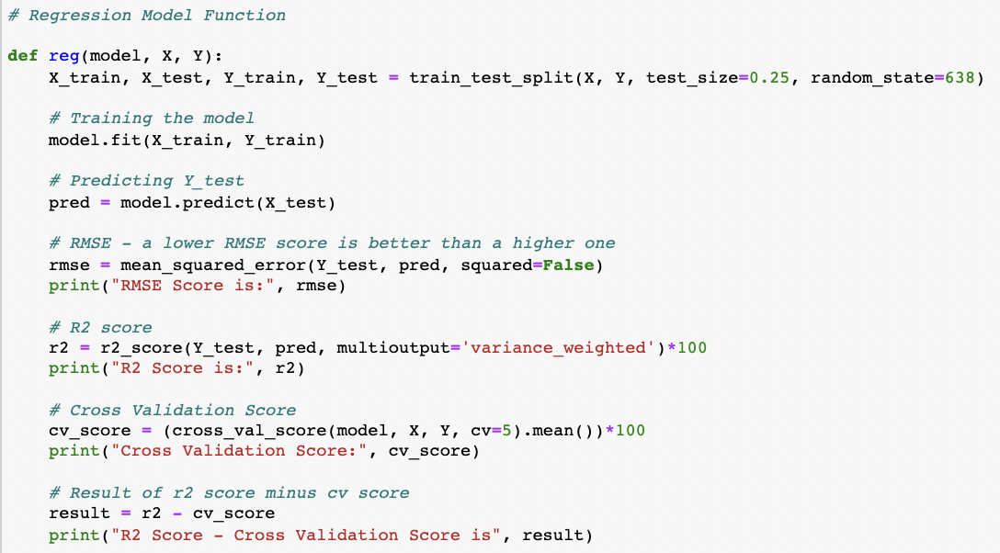 # Regression Model Function
def reg(model, X, Y):
    X_train, X_test, Y_train, Y_test = train_test_split(X, Y, test_size=0.25, random_state=638)
    # Training the model
    model.fit(X_train, Y_train)
    # Predicting Y_test
    pred = model.predict(X_test)
    # RMSE - a lower RMSE score is better than a higher one
    rmse = mean_squared_error(Y_test, pred, squared=False)
    print("RMSE Score is:", rmse)
    # R2 score
    r2 = r2_score(Y_test, pred, multioutput='variance_weighted')*100
    print("R2 Score is:", r2)
    # Cross Validation Score
    cv_score = (cross_val_score(model, X, Y, cv=5).mean())*100
    print("Cross Validation Score:", cv_score)
    # Result of r2 score minus cv score
    result = r2 - cv_score
    print("R2 Score - Cross Validation Score is", result)